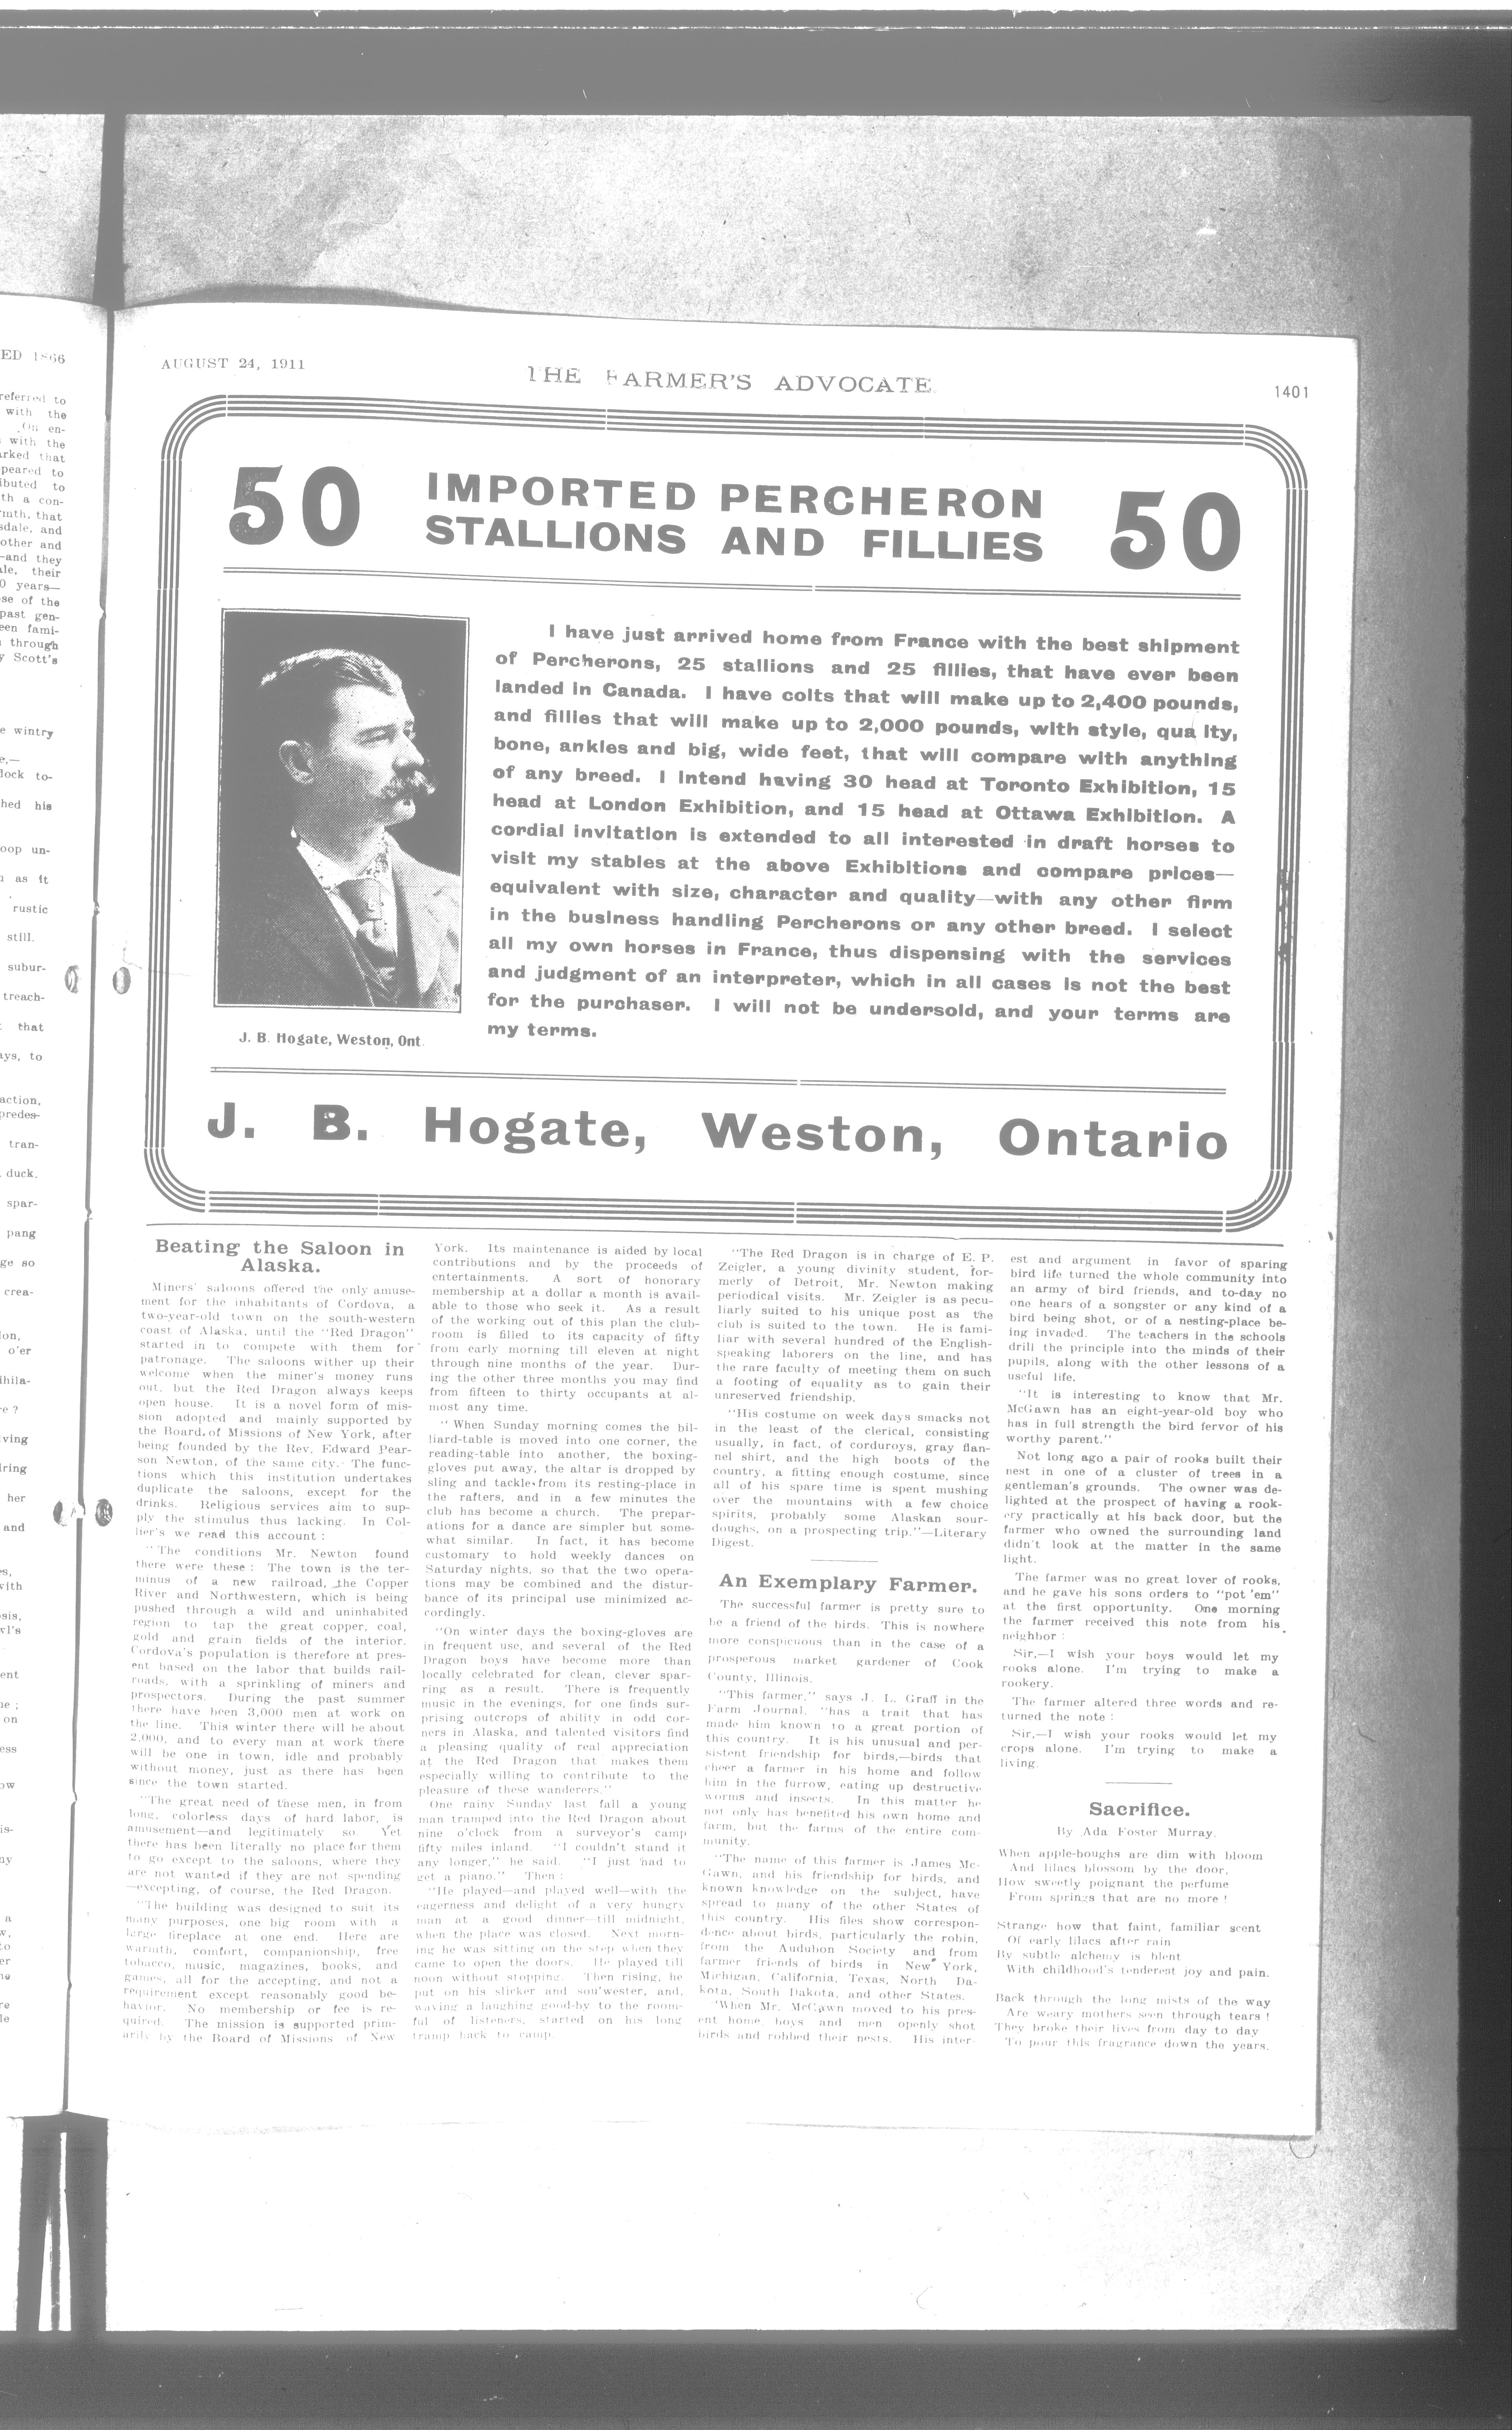 ED 1866
referred to
with the
On en-
with the
arked that
peared to
ibuted to
th a con-
that
sdale, and
other and
—and they
their
0 years—
se of the
past gen-
een fami-
through
y Scott's
e wintry
e,—
lock to-
hed his
oop un-
as it
rustic
still.
subur-
treach-
that
ays, to
action,
predes-
tran-
duck,
spar-
pang
ge so
crea-
ion,
o'er
ihila-
re ?
iving
iring
her
and
AUGUST 24, 1911
THE FARMER'S ADVOCATE
1401
50 IMPORTED PERCHERON 50
STALLIONS AND FILLIES
I have just arrived home from France with the best shipment
of Percherons, 25 stallions and 25 fillies, that have ever been
landed in Canada. I have colts that will make up to 2,400 pounds,
and fillies that will make up to 2,000 pounds, with style, qua ity,
bone, ankles and big, wide feet, that will compare with anything
of any breed. I intend having 30 head at Toronto Exhibition, 15
head at London Exhibition, and 15 head at Ottawa Exhibition. A
cordial invitation is extended to all interested in draft horses to
visit my stables at the above Exhibitions and compare prices—
equivalent with size, character and quality—with any other firm
in the business handling Percherons or any other breed. I select
all my own horses in France, thus dispensing with the services
and judgment of an interpreter, which in all cases is not the best
for the purchaser. I will not be undersold, and your terms are
my terms.
J. B. Hogate, Weston, Ont.
J. B. Hogate, Weston, Ontario
Beating the Saloon in
Alaska.
Miners' saloons offered the only amuse-
ment for the inhabitants of Cordova, a
two-year-old town on the south-western
coast of Alaska, until the "Red Dragon"
started in to compete with them for
patronage. The saloons wither up their
welcome when the miner's money runs
out, but the Red Dragon always keeps
open house. It is a novel form of mis-
sion adopted and mainly supported by
the Board of Missions of New York, after
being founded by the Rev. Edward Pear-
son Newton, of the same city. The func-
tions which this institution undertakes
duplicate the saloons, except for the
drinks. Religious services aim to sup-
ply the stimulus thus lacking. In Col-
lier's we read this account :
"The conditions Mr. Newton found
there were these : The town is the ter-
minus of a new railroad, the Copper
River and Northwestern, which is being
pushed through a wild and uninhabited
region to tap the great copper, coal,
gold and grain fields of the interior.
Cordova's population is therefore at pres-
ent based on the labor that builds rail-
roads, with a sprinkling of miners and
prospectors. During the past summer
there have been 3,000 men at work on
the line. This winter there will be about
2,000, and to every man at work there
will be one in town, idle and probably
without money, just as there has been
since the town started.
"The great need of these men, in from
long, colorless days of hard labor, is
amusement—and legitimately so. Yet
there has been literally no place for them
to go except to the saloons, where they
are not wanted if they are not spending
—excepting, of course, the Red Dragon.
"The building was designed to suit its
many purposes, one big room with a
large fireplace at one end. Here are
warmth, comfort, companionship, free
tobacco, music, magazines, books, and
games, all for the accepting, and not a
requirement except reasonably good be-
havior. No membership or fee is re-
quired. The mission is supported prim-
arily by the Board of Missions of New
York. Its maintenance is aided by local
contributions and by the proceeds of
entertainments. A sort of honorary
membership at a dollar a month is avail-
able to those who seek it. As a result
of the working out of this plan the club-
room is filled to its capacity of fifty
from early morning till eleven at night
through nine months of the year. Dur-
ing the other three months you may find
from fifteen to thirty occupants at al-
most any time.
" When Sunday morning comes the bil-
liard-table is moved into one corner, the
reading-table into another, the boxing-
gloves put away, the altar is dropped by
sling and tackle from its resting-place in
the rafters, and in a few minutes the
club has become a church. The prepar-
ations for a dance are simpler but some-
what similar. In fact, it has become
customary to hold weekly dances on
Saturday nights, so that the two opera-
tions may be combined and the distur-
bance of its principal use minimized ac-
cordingly.
"On winter days the boxing-gloves are
in frequent use, and several of the Red
Dragon boys have become more than
locally celebrated for clean, clever spar-
ring as a result. There is frequently
music in the evenings, for one finds sur-
prising outcrops of ability in odd cor-
ners in Alaska, and talented visitors find
a pleasing quality of real appreciation
at the Red Dragon that makes them
especially willing to contribute to the
pleasure of these wanderers."
One rainy Sunday last fall a young
man tramped into the Red Dragon about
nine o'clock from a surveyor's camp
fifty miles inland. "I couldn't stand it
any longer," he said. "I just had to
get a piano." Then :
"He played—and played well—with the
eagerness and delight of a very hungry
man at a good dinner—till midnight,
when the place was closed. Next morn-
ing he was sitting on the step when they
came to open the doors. He played till
noon without stopping. Then rising, he
put on his slicker and sou'wester, and,
waving a laughing good-by to the room-
ful of listeners, started on his long
tramp back to camp.
"The Red Dragon is in charge of E. P.
Zeigler, a young divinity student, for-
merly of Detroit, Mr. Newton making
periodical visits. Mr. Zeigler is as pecu-
liarly suited to his unique post as the
club is suited to the town. He is fami-
liar with several hundred of the English-
speaking laborers on the line, and has
the rare faculty of meeting them on such
a footing of equality as to gain their
unreserved friendship.
"His costume on week days smacks not
in the least of the clerical, consisting
usually, in fact, of corduroys, gray flan-
nel shirt, and the high boots of the
country, a fitting enough costume, since
all of his spare time is spent mushing
over the mountains with a few choice
spirits, probably some Alaskan sour-
doughs, on a prospecting trip."—Literary
Digest.
An Exemplary Farmer.
The successful farmer is pretty sure to
be a friend of the birds. This is nowhere
more conspicuous than in the case of a
prosperous market gardener of Cook
County, Illinois.
"This farmer," says J. L. Graff in the
Farm Journal, "has a trait that has
made him known to a great portion of
this country. It is his unusual and per-
sistent friendship for birds,—birds that
cheer a farmer in his home and follow
him in the furrow, eating up destructive
worms and insects. In this matter he
not only has benefited his own home and
farm, but the farms of the entire com-
munity.
"The name of this farmer is James Mc-
Gawn, and his friendship for birds, and
known knowledge on the subject, have
spread to many of the other States of
this country. His files show correspon-
dence about birds, particularly the robin,
from the Audubon Society and from
farmer friends of birds in New York,
Michigan, California, Texas, North Da-
kota, South Dakota, and other States.
"When Mr. McGawn moved to his pres-
ent home, boys and men openly shot
birds and robbed their nests. His inter-
est and argument in favor of sparing
bird life turned the whole community into
an army of bird friends, and to-day no
one hears of a songster or any kind of a
bird being shot, or of a nesting-place be-
ing invaded. The teachers in the schools
drill the principle into the minds of their
pupils, along with the other lessons of a
useful life.
"It is interesting to know that Mr.
McGawn has an eight-year-old boy who
has in full strength the bird fervor of his
worthy parent."
Not long ago a pair of rooks built their
nest in one of a cluster of trees in a
gentleman's grounds. The owner was de-
lighted at the prospect of having a rook-
ery practically at his back door, but the
farmer who owned the surrounding land
didn't look at the matter in the same
light.
The farmer was no great lover of rooks,
and he gave his sons orders to "pot 'em"
at the first opportunity. One morning
the farmer received this note from his
neighbor :
Sir,—I wish your boys would let my
rooks alone. I'm trying to make a
rookery.
The farmer altered three words and re-
turned the note :
Sir,—I wish your rooks would let my
crops alone. I'm trying to make a
living.
Sacrifice.
By Ada Foster Murray.
When apple-boughs are dim with bloom
And lilacs blossom by the door,
How sweetly poignant the perfume
From springs that are no more !
Strange how that faint, familiar scent
Of early lilacs after rain
By subtle alchemy is blent
With childhood's tenderest joy and pain.
Back through the long mists of the way
Are weary mothers seen through tears !
They broke their lives from day to day
To pour this fragrance down the years.